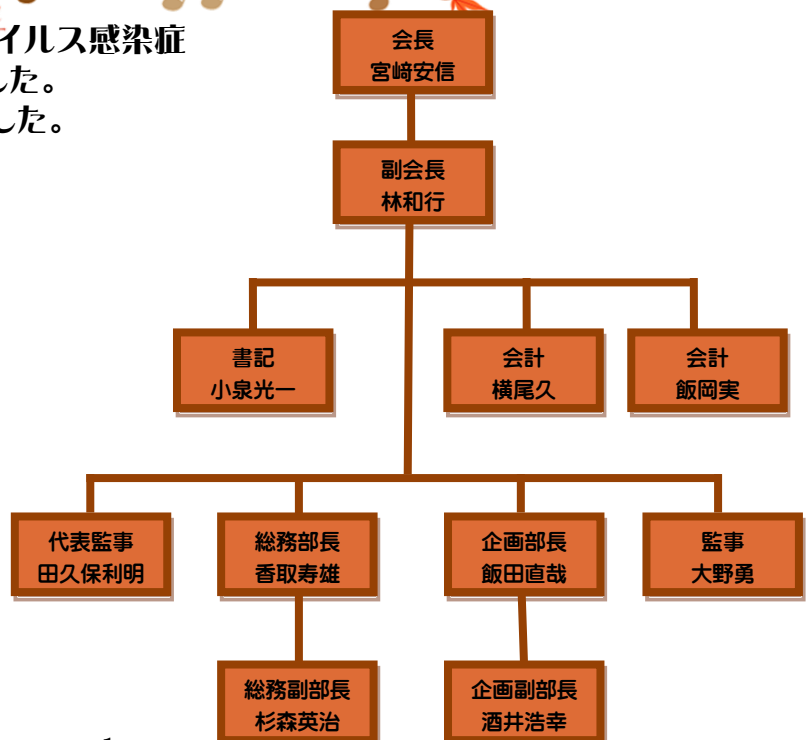 イルス感染症
した。
した。
会長
宮﨑安信
副会長
林和行
書記
小泉光一
会計
横尾久
会計
飯岡実
代表監事
田久保利明
総務部長
香取寿雄
企画部長
飯田直哉
監事
大野勇
総務副部長
杉森英治
企画副部長
酒井浩幸